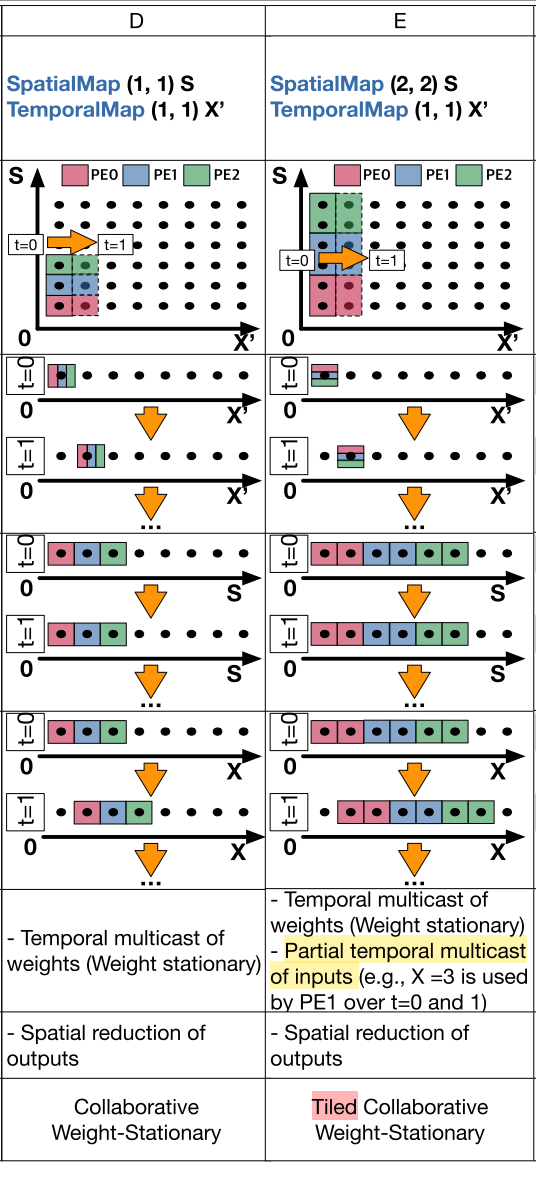 D
E
SpatialMap (1, 1) S
TemporalMap (1, 1) X’
SpatialMap (2, 2) S
TemporalMap (1, 1) X’
S
PE0
PE1
PE2
t=0
t=1
0
X’
S
PE0
PE1
PE2
t=0
t=1
0
X’
t=0
0
X’
t=1
0
X’
...
t=0
0
X’
t=1
0
X’
...
t=0
0
S
t=1
0
S
...
t=0
0
S
t=1
0
S
...
t=0
0
X
t=1
0
X
...
t=0
0
X
t=1
0
X
...
- Temporal multicast of
weights (Weight stationary)
- Temporal multicast of
weights (Weight stationary)
- Partial temporal multicast
of inputs (e.g., X =3 is used
by PE1 over t=0 and 1)
- Spatial reduction of
outputs
- Spatial reduction of
outputs
Collaborative
Weight-Stationary
Tiled Collaborative
Weight-Stationary